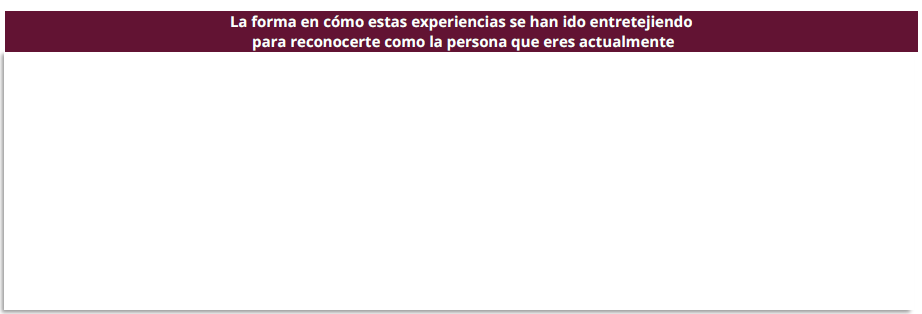 La forma en cómo estas experiencias se han ido entretejiendo
para reconocerte como la persona que eres actualmente